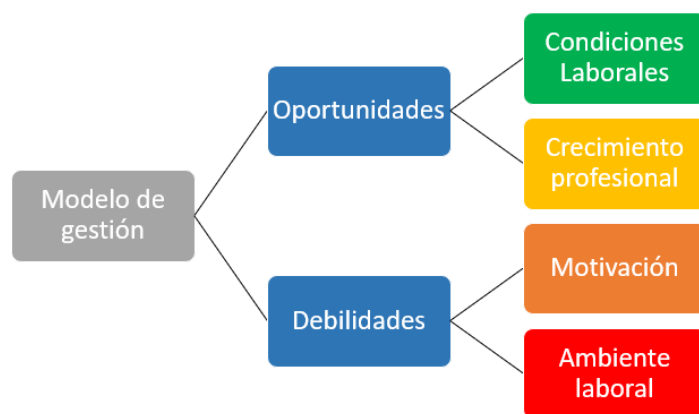 Modelo de
gestión
Oportunidades
Condiciones
Laborales
Crecimiento
profesional
Debilidades
Motivación
Ambiente
laboral